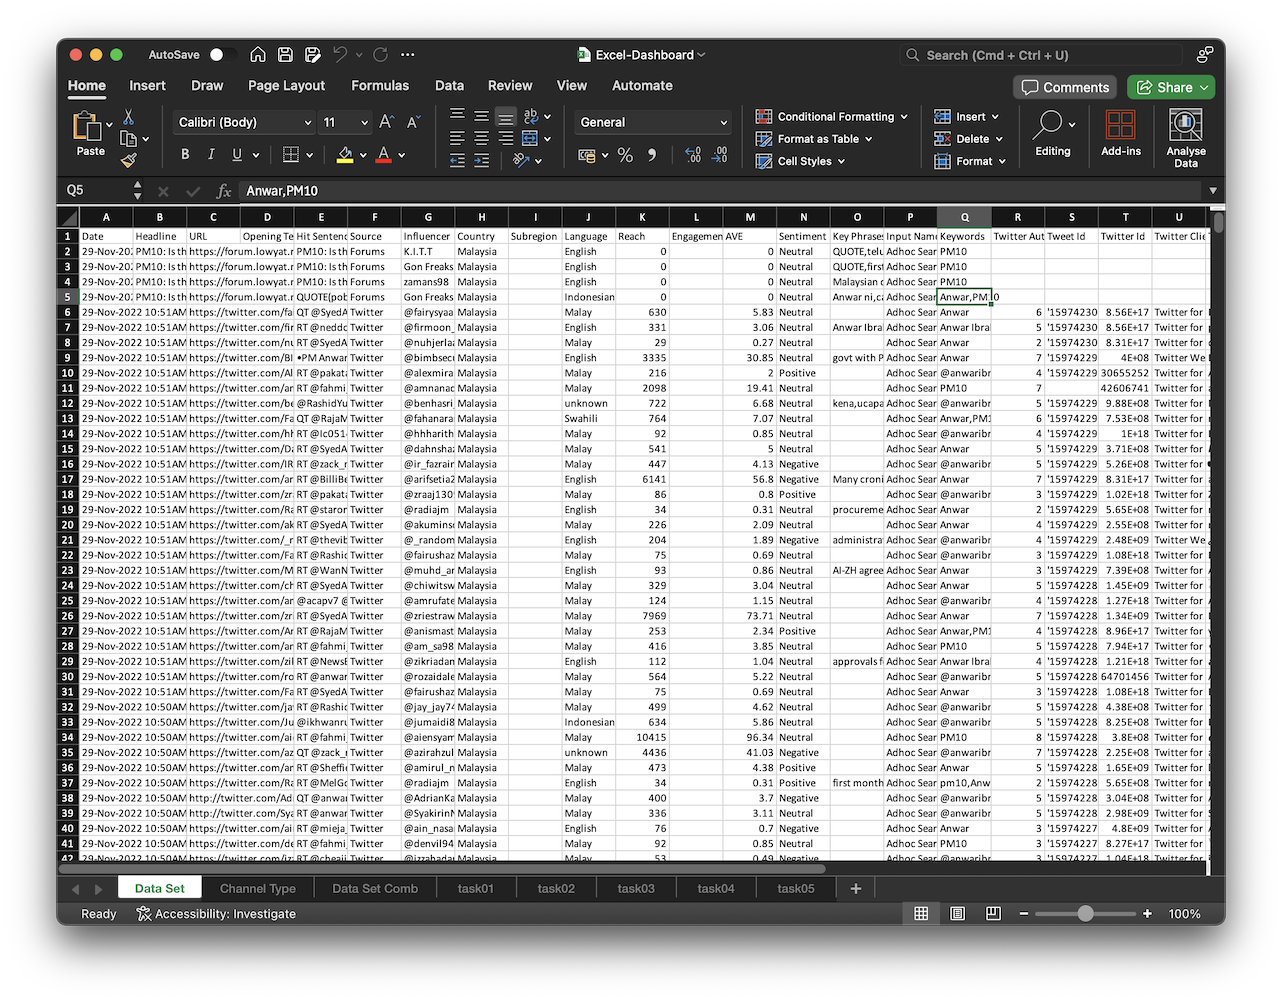 AutoSave
Excel-Dashboard
Search (Cmd + Ctrl + U)
Home Insert Draw Page Layout Formulas Data Review View Automate
Comments
Share
Paste
Calibri (Body) 11
General
Conditional Formatting
Format as Table
Cell Styles
Insert
Delete
Format
Editing
Add-ins
Analyse
Data
Q5 fx Anwar,PM10
A B C D E F G H I J K L M N O P Q R S T U
1 Date Headline URL Opening Te Hit Sentenc Source Influencer Country Subregion Language Reach Engagemen AVE Sentiment Key Phrases Input Name Keywords Twitter Aut Tweet Id Twitter Id Twitter Clie
2 29-Nov-202 PM10: Is th https://forum.lowyat.n PM10: Is th Forums K.I.T.T Malaysia English 0 0 Neutral QUOTE,telu Adhoc Sear PM10
3 29-Nov-202 PM10: Is th https://forum.lowyat.n PM10: Is th Forums Gon Freaks Malaysia English 0 0 Neutral QUOTE,first Adhoc Sear PM10
4 29-Nov-202 PM10: Is th https://forum.lowyat.n PM10: Is th Forums zamans98 Malaysia English 0 0 Neutral Malaysian c Adhoc Sear PM10
5 29-Nov-202 PM10: Is th https://forum.lowyat.n QUOTE(pob Forums Gon Freaks Malaysia Indonesian 0 0 Neutral Anwar ni,ca Adhoc Sear Anwar,PM10
6 29-Nov-2022 10:51AM https://twitter.com/fa QT @SyedA Twitter @fairysyaa Malaysia Malay 630 5.83 Neutral Adhoc Sear Anwar 6 '15974230 8.56E+17 Twitter for
7 29-Nov-2022 10:51AM https://twitter.com/fir RT @neddo Twitter @firmoon_ Malaysia English 331 3.06 Neutral Anwar Ibra Adhoc Sear Anwar Ibra 5 '15974230 8.56E+17 Twitter for
8 29-Nov-2022 10:51AM https://twitter.com/nu RT @SyedA Twitter @nuhjerla Malaysia Malay 29 0.27 Neutral Adhoc Sear Anwar 2 '15974230 8.31E+17 Twitter for
9 29-Nov-2022 10:51AM https://twitter.com/BI •PM Anwar Twitter @bimbsec Malaysia English 3335 30.85 Neutral govt with P Adhoc Sear Anwar 7 '15974229 4E+08 Twitter We
10 29-Nov-2022 10:51AM https://twitter.com/Al RT @pakata Twitter @alexmira Malaysia Malay 216 2 Positive Adhoc Sear @anwaribr 4 '15974229 30655252 Twitter for
11 29-Nov-2022 10:51AM https://twitter.com/an RT @fahmi_ Twitter @amnanad Malaysia Malay 2098 19.41 Neutral Adhoc Sear PM10 7 42606741 Twitter for
12 29-Nov-2022 10:51AM https://twitter.com/be @RashidYu Twitter @benhasri_ Malaysia unknown 722 6.68 Neutral kena,ucapa Adhoc Sear @anwaribr 5 '15974229 9.88E+08 Twitter for
13 29-Nov-2022 10:51AM https://twitter.com/Fa QT @RajaM Twitter @fahanara Malaysia Swahili 764 7.07 Neutral Adhoc Sear Anwar,PM1 6 '15974229 7.53E+08 Twitter for
14 29-Nov-2022 10:51AM https://twitter.com/hh RT @Ic051 Twitter @hhharith Malaysia Malay 92 0.85 Neutral Adhoc Sear @anwaribr 4 '15974229 1E+18 Twitter for
15 29-Nov-2022 10:51AM https://twitter.com/Da RT @SyedA Twitter @dahnsha Malaysia Malay 541 5 Neutral Adhoc Sear Anwar 5 '15974229 3.71E+08 Twitter for
16 29-Nov-2022 10:51AM https://twitter.com/IR RT @zack_r Twitter @ir_fazrair Malaysia Malay 447 4.13 Negative Adhoc Sear @anwaribr 5 '15974229 5.26E+08 Twitter for
17 29-Nov-2022 10:51AM https://twitter.com/ar RT @BilliBe Twitter @arifsetia2 Malaysia English 6141 56.8 Negative Many croni Adhoc Sear Anwar 7 '15974229 8.31E+17 Twitter for
18 29-Nov-2022 10:51AM https://twitter.com/zra RT @pakata Twitter @zraaj130 Malaysia Malay 86 0.8 Positive Adhoc Sear @anwaribr 3 '15974229 1.02E+18 Twitter for
19 29-Nov-2022 10:51AM https://twitter.com/Ra RT @staron Twitter @radiajm Malaysia English 34 0.31 Neutral procureme Adhoc Sear Anwar 2 '15974229 5.65E+08 Twitter for
20 29-Nov-2022 10:51AM https://twitter.com/ak RT @SyedA Twitter @akumins Malaysia Malay 226 2.09 Neutral Adhoc Sear Anwar 4 '15974229 2.55E+08 Twitter for
21 29-Nov-2022 10:51AM https://twitter.com/_r RT @thevib Twitter @_random Malaysia English 204 1.89 Negative administra Adhoc Sear @anwaribr 4 '15974229 2.48E+09 Twitter We
22 29-Nov-2022 10:51AM https://twitter.com/Fa RT @Rashid Twitter @fairushaz Malaysia Malay 75 0.69 Neutral Adhoc Sear @anwaribr 3 '15974229 1.08E+18 Twitter for
23 29-Nov-2022 10:51AM https://twitter.com/M RT @WanN Twitter @muhd_ar Malaysia English 93 0.86 Neutral Al-ZH agree Adhoc Sear Anwar 3 '15974229 7.39E+08 Twitter for
24 29-Nov-2022 10:51AM https://twitter.com/ch RT @SyedA Twitter @chiwitsw Malaysia Malay 329 3.04 Neutral Adhoc Sear Anwar 5 '15974228 1.45E+09 Twitter for
25 29-Nov-2022 10:51AM https://twitter.com/an @acapv7 @ Twitter @amrufate Malaysia Malay 124 1.15 Neutral Adhoc Sear @anwaribr 4 '15974228 1.27E+18 Twitter for
26 29-Nov-2022 10:51AM https://twitter.com/zri RT @SyedA Twitter @zriestraw Malaysia Malay 7969 73.71 Neutral Adhoc Sear Anwar 7 '15974228 1.34E+09 Twitter for
27 29-Nov-2022 10:51AM https://twitter.com/Ar RT @RajaM Twitter @anismast Malaysia Malay 253 2.34 Positive Adhoc Sear Anwar,PM1 4 '15974228 8.96E+17 Twitter for
28 29-Nov-2022 10:51AM https://twitter.com/an RT @fahmi_ Twitter @am_sa98 Malaysia Malay 416 3.85 Neutral Adhoc Sear PM10 5 '15974228 7.94E+17 Twitter for
29 29-Nov-2022 10:51AM https://twitter.com/zil RT @NewsB Twitter @zikriadan Malaysia English 112 1.04 Neutral approvals f Adhoc Sear Anwar Ibra 4 '15974228 1.21E+18 Twitter for
30 29-Nov-2022 10:51AM https://twitter.com/ro RT @anwar Twitter @rozaidale Malaysia Malay 564 5.22 Neutral Adhoc Sear @anwaribr 5 '15974228 64701456 Twitter for
31 29-Nov-2022 10:51AM https://twitter.com/Fa RT @SyedA Twitter @fairushaz Malaysia Malay 75 0.69 Neutral Adhoc Sear Anwar 3 '15974228 1.08E+18 Twitter for
32 29-Nov-2022 10:50AM https://twitter.com/jay RT @Rashid Twitter @jay_jay74 Malaysia Malay 499 4.62 Neutral Adhoc Sear @anwaribr 5 '15974228 4.38E+08 Twitter for
33 29-Nov-2022 10:50AM https://twitter.com/Ju @ikhwanru Twitter @jumaidi8 Malaysia Indonesian 634 5.86 Neutral Adhoc Sear @anwaribr 5 '15974228 8.25E+08 Twitter for
34 29-Nov-2022 10:50AM https://twitter.com/aie RT @fahmi_ Twitter @aiensyam Malaysia Malay 10415 96.34 Neutral Adhoc Sear PM10 8 '15974228 3.8E+08 Twitter for
35 29-Nov-2022 10:50AM https://twitter.com/az QT @zack_r Twitter @azirahzul Malaysia unknown 4436 41.03 Negative Adhoc Sear @anwaribr 7 '15974228 2.25E+08 Twitter for
36 29-Nov-2022 10:50AM https://twitter.com/an RT @Sheffi Twitter @amirul_n Malaysia Malay 473 4.38 Positive Adhoc Sear Anwar 5 '15974228 1.65E+09 Twitter for
37 29-Nov-2022 10:50AM https://twitter.com/Ra RT @MelGo Twitter @radiajm Malaysia English 34 0.31 Positive first month Adhoc Sear pm10,Anw 2 '15974228 5.65E+08 Twitter for
38 29-Nov-2022 10:50AM http://twitter.com/Adi QT @anwar Twitter @AdrianKa Malaysia Malay 400 3.7 Negative Adhoc Sear @anwaribr 5 '15974228 3.04E+08 Twitter for
39 29-Nov-2022 10:50AM http://twitter.com/Sya RT @anwar Twitter @SyakirinN Malaysia Malay 336 3.11 Neutral Adhoc Sear @anwaribr 5 '15974228 2.98E+09 Twitter for
40 29-Nov-2022 10:50AM https://twitter.com/ai RT @mieja_ Twitter @ain_nasa Malaysia English 76 0.7 Negative Adhoc Sear Anwar 3 '15974227 4.8E+09 Twitter for
41 29-Nov-2022 10:50AM https://twitter.com/de RT @fahmi_ Twitter @denvil94 Malaysia Malay 92 0.85 Neutral Adhoc Sear PM10 3 '15974227 8.27E+17 Twitter for
42 29-Nov-2022 10:50AM Twitter Malaysia Malay 53 0.49 Negative Adhoc Sear @anwaribr 3 '15974227 1.04E+18 Twitter for
Data Set Channel Type Data Set Comb task01 task02 task03 task04 task05
Ready Accessibility: Investigate 100%